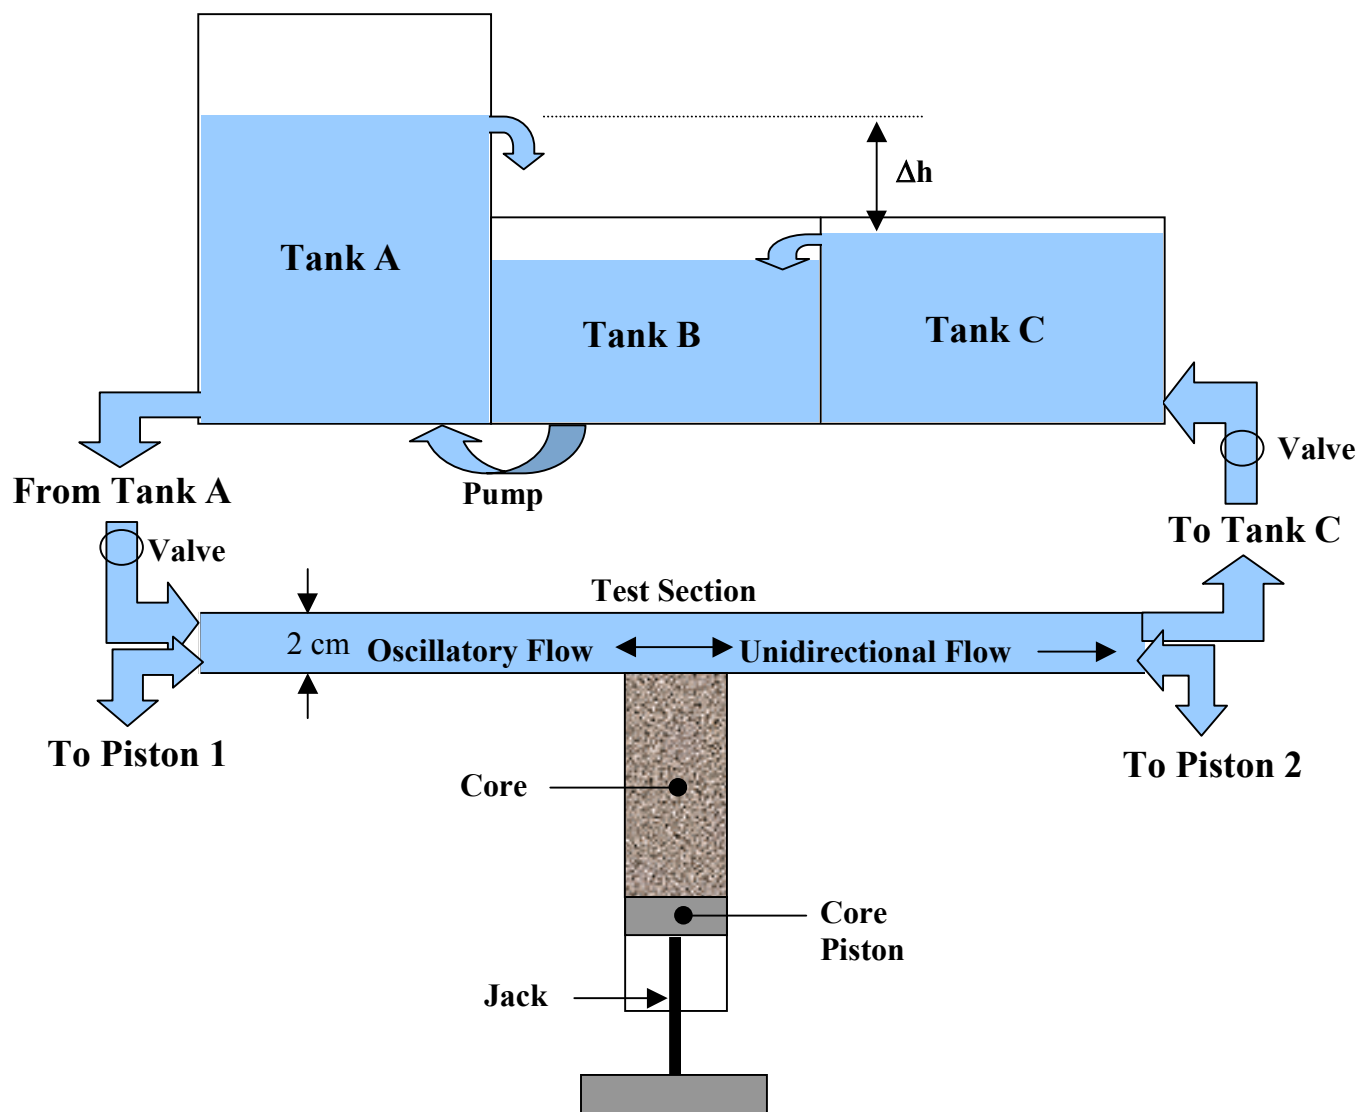 Δh
Tank A
Tank B
Tank C
Valve
From Tank A
Pump
To Tank C
Valve
Test Section
2 cm
Oscillatory Flow
Unidirectional Flow
To Piston 1
To Piston 2
Core
Core
Piston
Jack